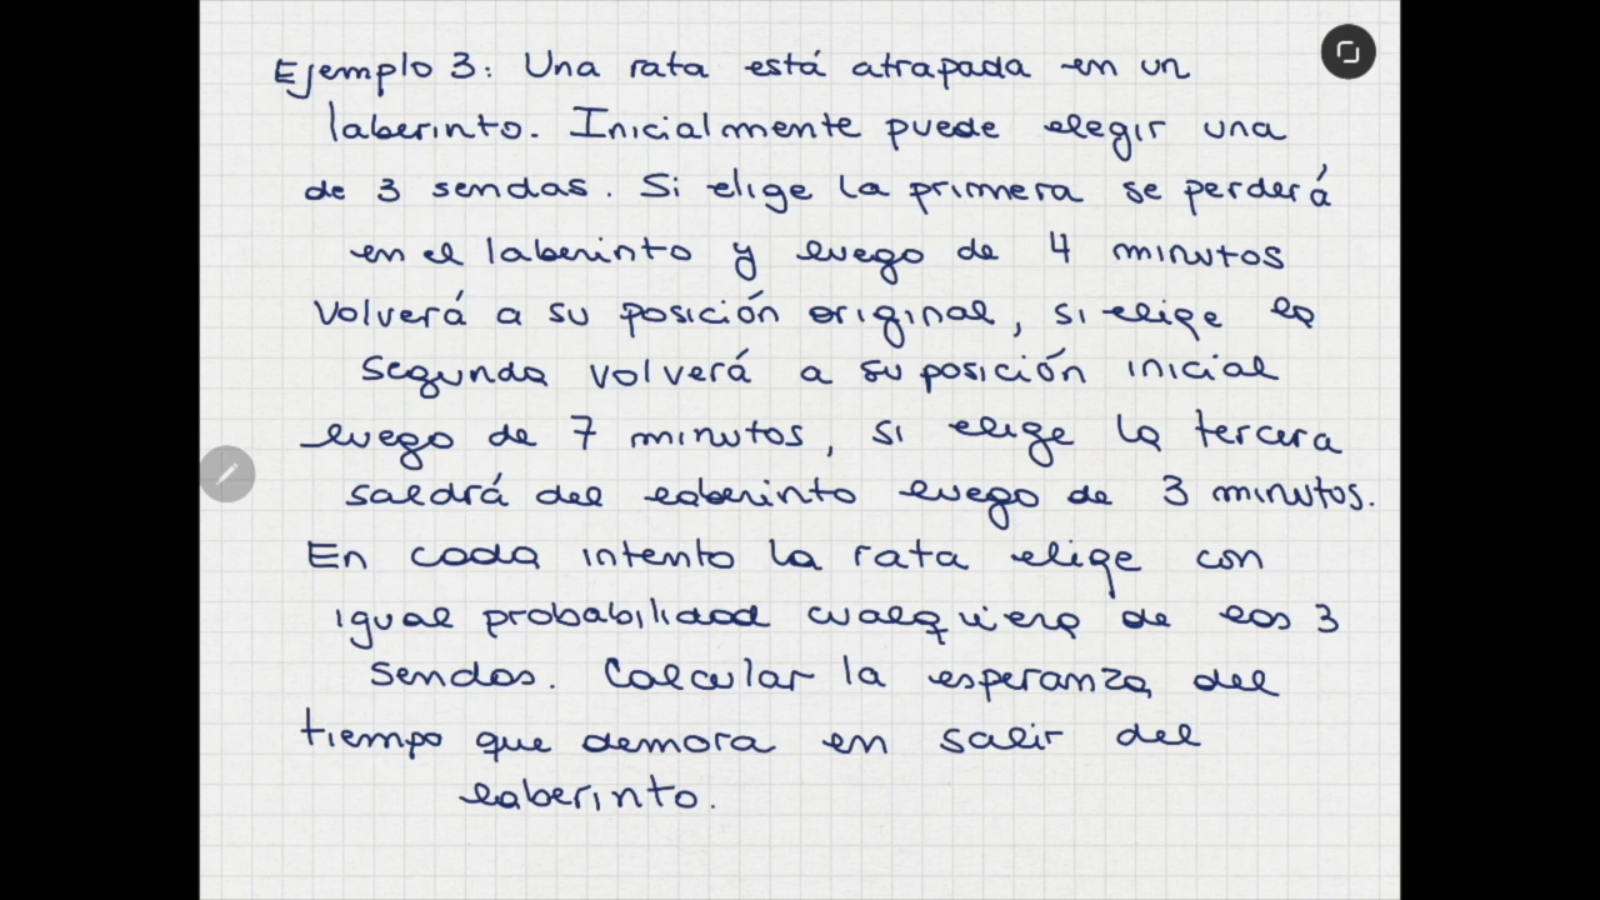 Ejemplo 3: Una rata está atrapada en un
laberinto. Inicialmente puede elegir una
de 3 sendas. Si elige la primera se perderá
en el laberinto y luego de 4 minutos
volverá a su posición original, si elige la
segunda volverá a su posición inicial
luego de 7 minutos, si elige la tercera
saldrá del laberinto luego de 3 minutos.
En cada intento la rata elige con
igual probabilidad cualquiera de las 3
sendas. Calcular la esperanza del
tiempo que demora en salir del
laberinto.